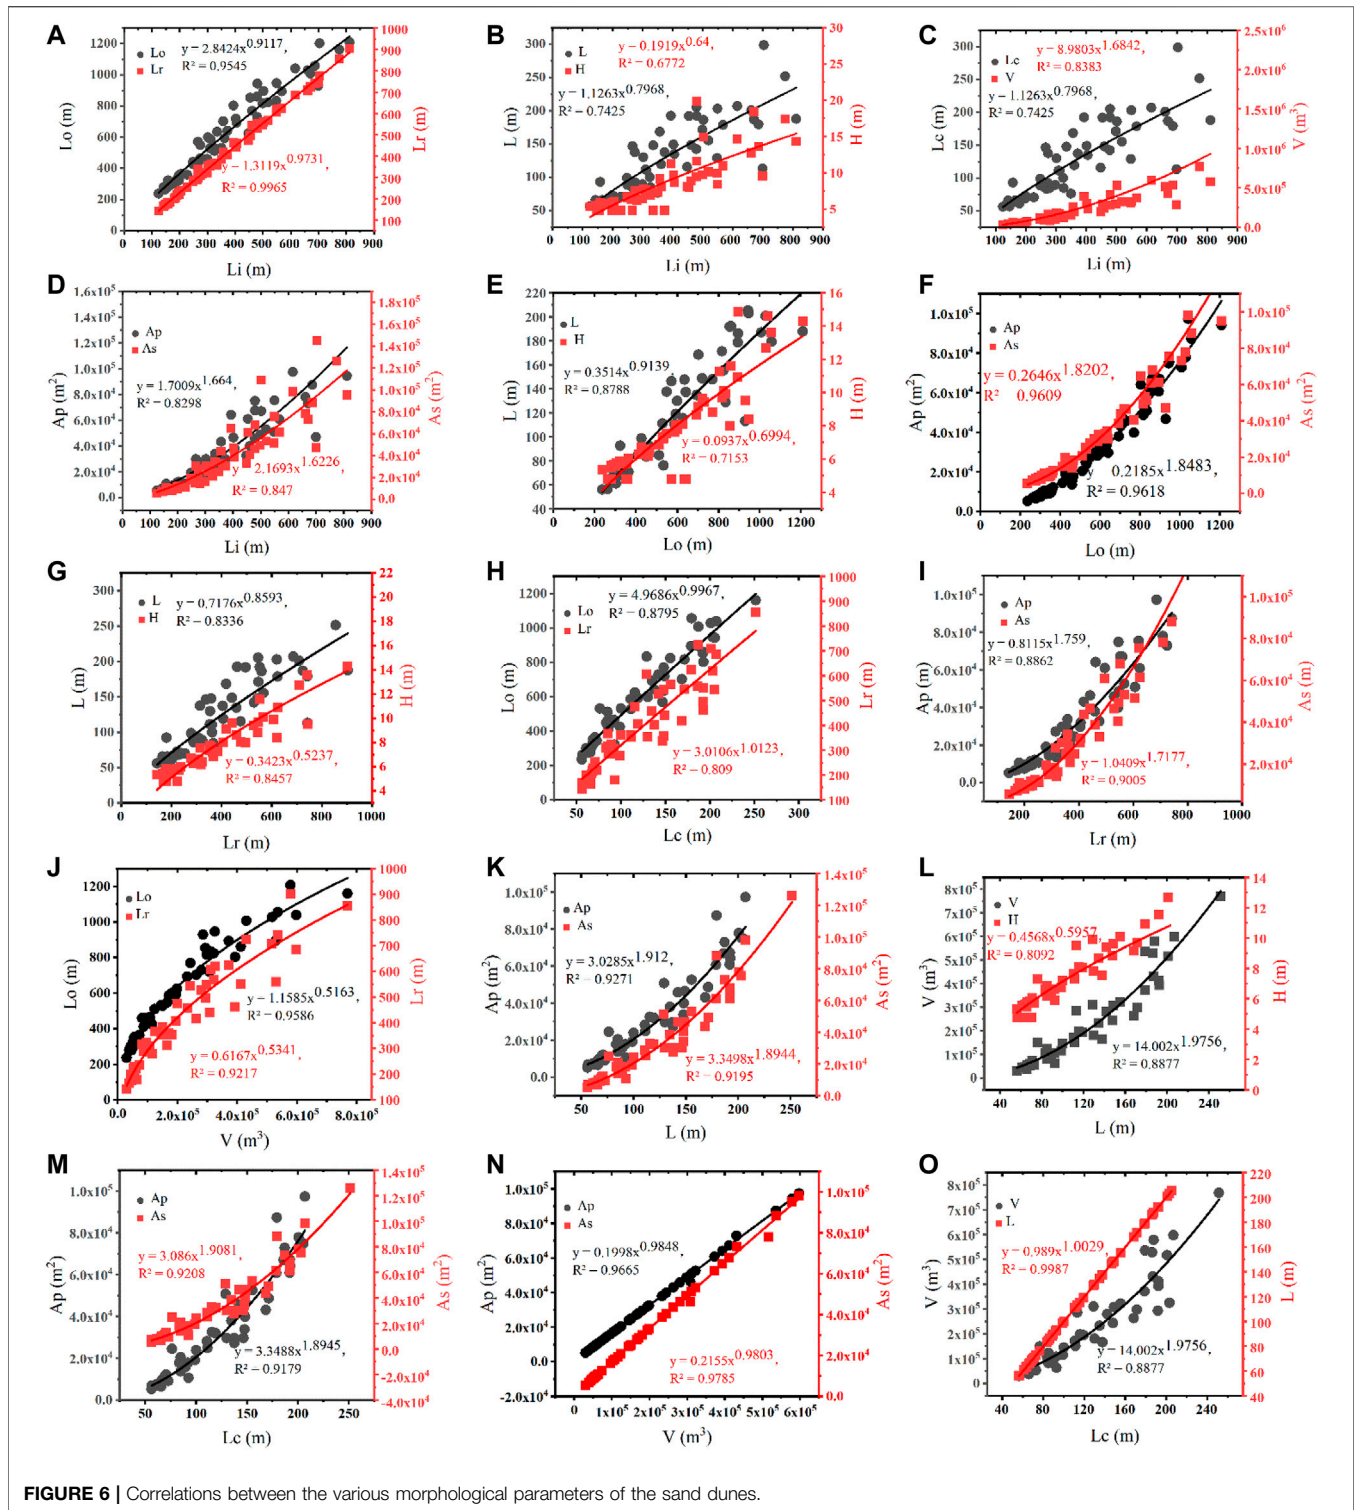 A
Lo
Lr
y = 2.8424x^0.9117,
R² = 0.9545
y = 1.3119x^0.9731,
R² = 0.9965
Lo (m)
Lr (m)
Li (m)
B
L
H
y = 0.1919x^0.64,
R² = 0.6772
y = 1.1263x^0.7968,
R² = 0.7425
L (m)
H (m)
Li (m)
C
Lc
V
y = 8.9803x^1.6842,
R² = 0.8383
y = 1.1263x^0.7968,
R² = 0.7425
Lc (m)
V (m³)
Li (m)
D
Ap
As
y = 1.7009x^1.664,
R² = 0.8298
y = 2.1693x^1.6226,
R² = 0.847
Ap (m²)
As (m²)
Li (m)
E
L
H
y = 0.3514x^0.9139,
R² = 0.8788
y = 0.0937x^0.6994,
R² = 0.7153
L (m)
H (m)
Lo (m)
F
Ap
As
y = 0.2646x^1.8202,
R² = 0.9609
y = 0.2185x^1.8483,
R² = 0.9618
Ap (m²)
As (m²)
Lo (m)
G
L
H
y = 0.7176x^0.8593,
R² = 0.8336
y = 0.3423x^0.5237,
R² = 0.8457
L (m)
H (m)
Lr (m)
H
Lo
Lr
y = 4.9686x^0.9967,
R² = 0.8795
y = 3.0106x^1.0123,
R² = 0.809
Lo (m)
Lr (m)
Lc (m)
I
Ap
As
y = 0.8115x^1.759,
R² = 0.8862
y = 1.0409x^1.7177,
R² = 0.9005
Ap (m)
As (m)
Lr (m)
J
Lo
Lr
y = 1.1585x^0.5163,
R² = 0.9586
y = 0.6167x^0.5341,
R² = 0.9217
Lo (m)
Lr (m)
V (m³)
K
Ap
As
y = 3.0285x^1.912,
R² = 0.9271
y = 3.3498x^1.8944,
R² = 0.9195
Ap (m²)
As (m²)
L (m)
L
V
H
y = 0.4568x^0.5957,
R² = 0.8092
y = 14.002x^1.9756,
R² = 0.8877
V (m³)
H (m)
L (m)
M
Ap
As
y = 3.086x^1.9081,
R² = 0.9208
y = 3.3488x^1.8945,
R² = 0.9179
Ap (m²)
As (m²)
Lc (m)
N
Ap
As
y = 0.1998x^0.9848,
R² = 0.9665
y = 0.2155x^0.9803,
R² = 0.9785
Ap (m²)
As (m²)
V (m³)
O
V
L
y = 0.989x^1.0029,
R² = 0.9987
y = 14.002x^1.9756,
R² = 0.8877
V (m³)
L (m)
Lc (m)
FIGURE 6 | Correlations between the various morphological parameters of the sand dunes.